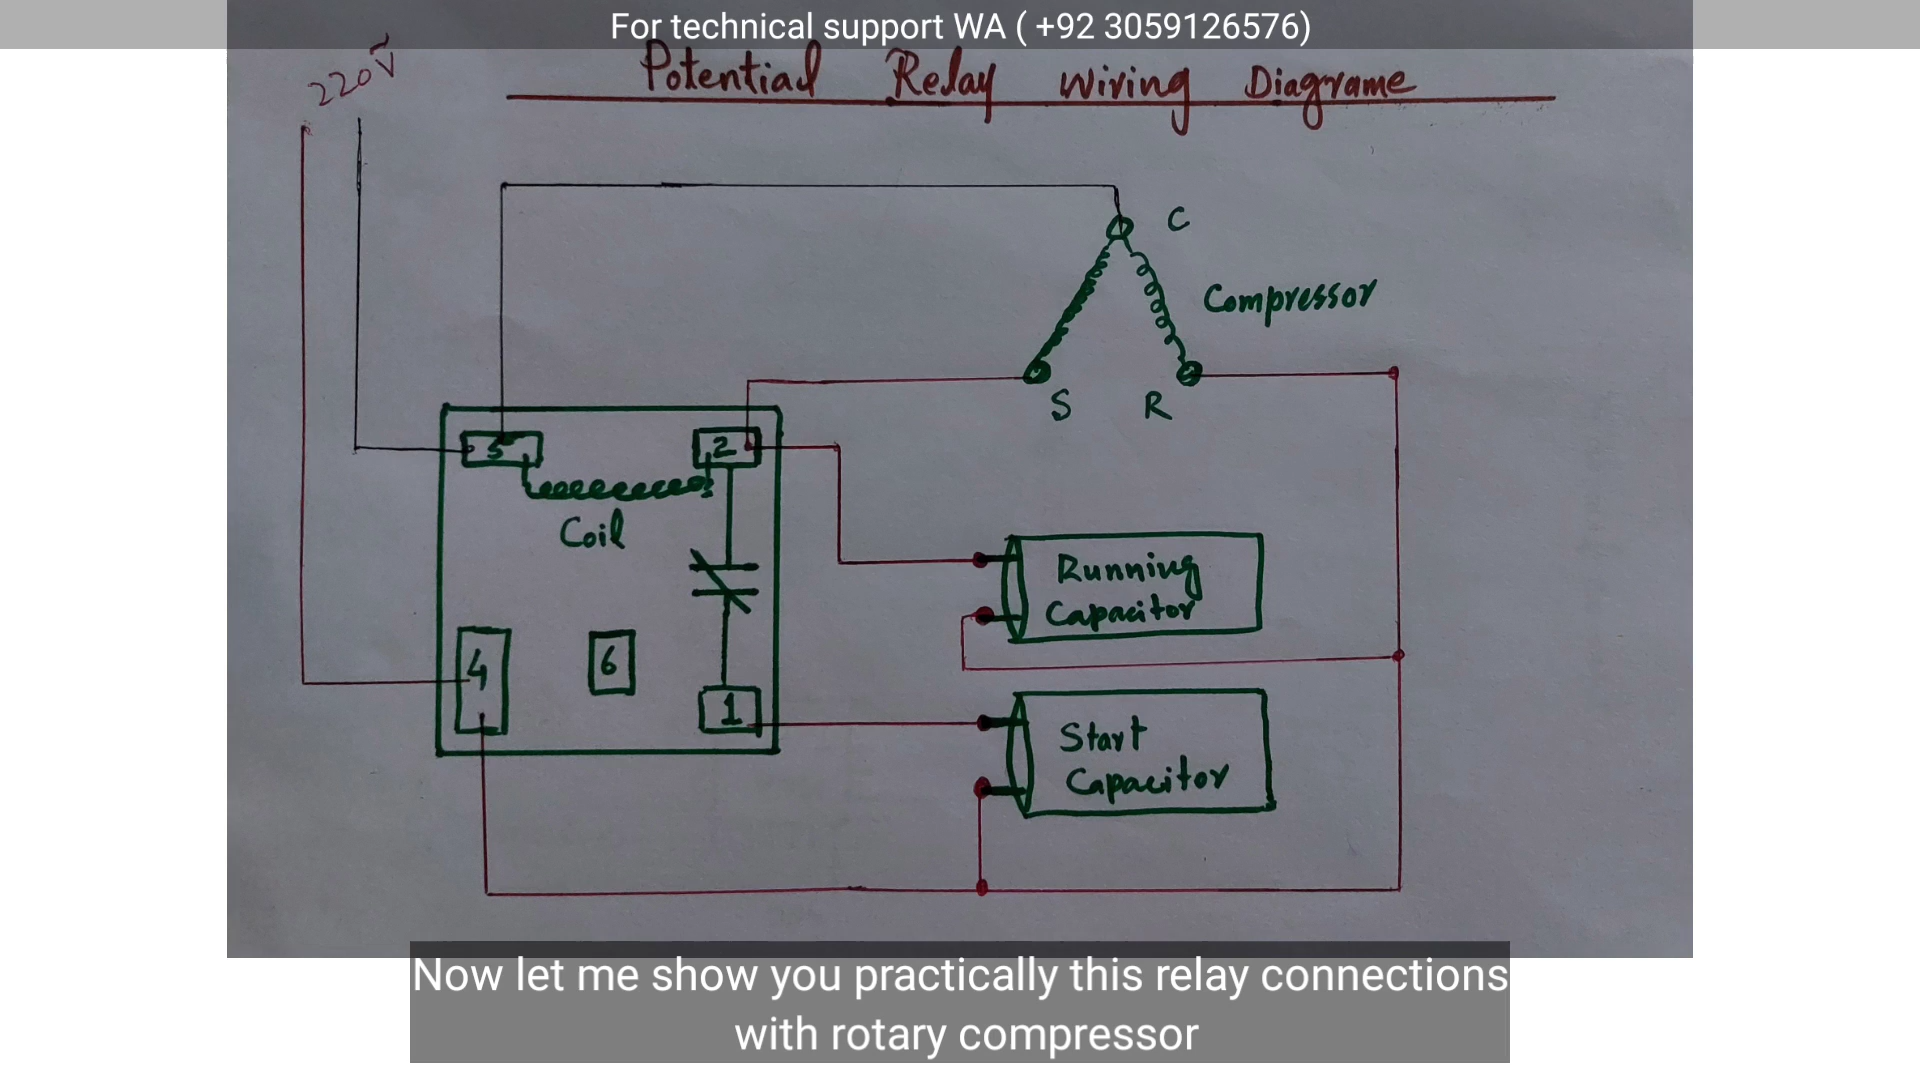 For technical support WA ( +92 3059126576)
220V
Potential Relay Wiring Diagrame
C
Compressor
S R
5 2
Coil
Running
Capacitor
4 6
1
Start
Capacitor
Now let me show you practically this relay connections
with rotary compressor